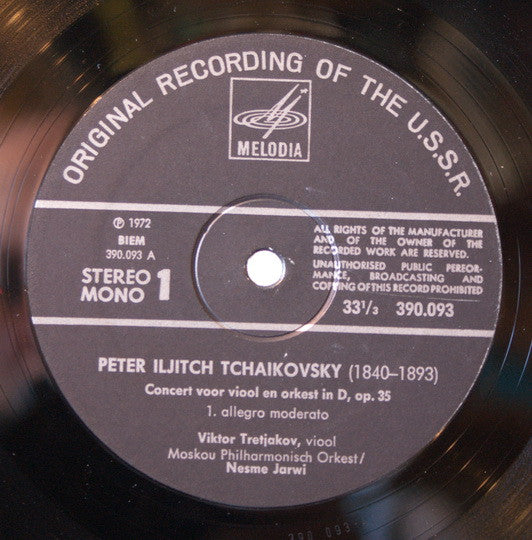 ORIGINAL RECORDING OF THE U.S.S.R.
MELODIA
℗ 1972
BIEM
390.093 A
STEREO
MONO
1
ALL RIGHTS OF THE MANUFACTURER
AND OF THE OWNER OF THE
RECORDED WORK ARE RESERVED.
UNAUTHORISED PUBLIC PERFOR-
MANCE, BROADCASTING AND
COPYING OF THIS RECORD PROHIBITED
33¹/₃ 390.093
PETER ILJITCH TCHAIKOVSKY (1840–1893)
Concert voor viool en orkest in D, op. 35
1. allegro moderato
Viktor Tretjakov, viool
Moskou Philharmonisch Orkest/
Nesme Jarwi
390 093